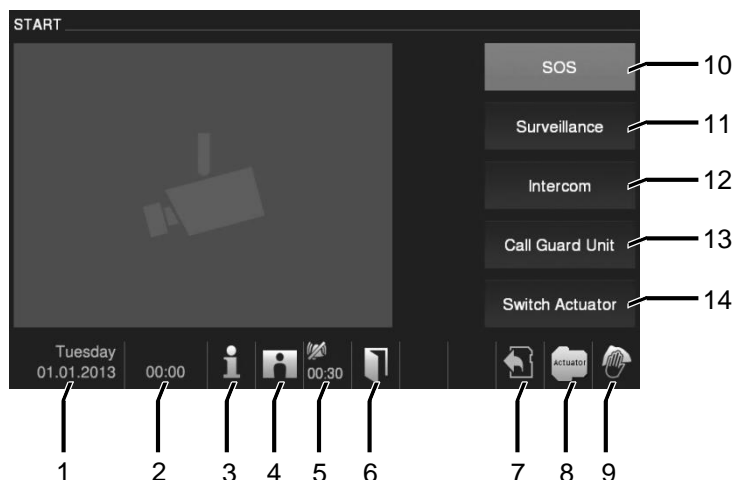 START
SOS
10
Surveillance
11
Intercom
12
Call Guard Unit
13
Switch Actuator
14
Tuesday
01.01.2013
00:00
00:30
Actuator
1 2 3 4 5 6 7 8 9